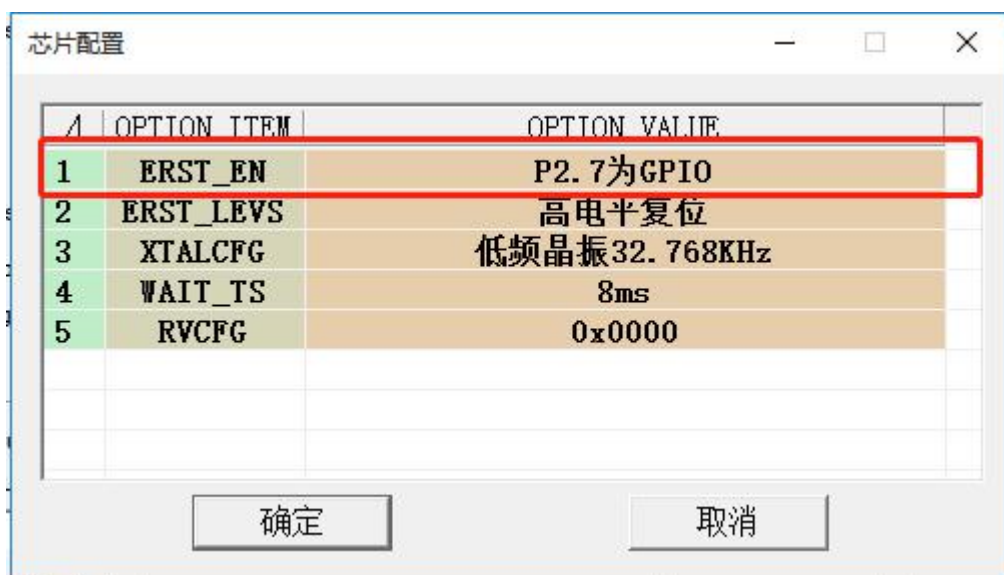 芯片配置
OPTION ITEM OPTION VALUE
1 ERST_EN P2.7为GPIO
2 ERST_LEVS 高电平复位
3 XTALCFG 低频晶振32.768KHz
4 WAIT_TS 8ms
5 RVCFG 0x0000
确定 取消